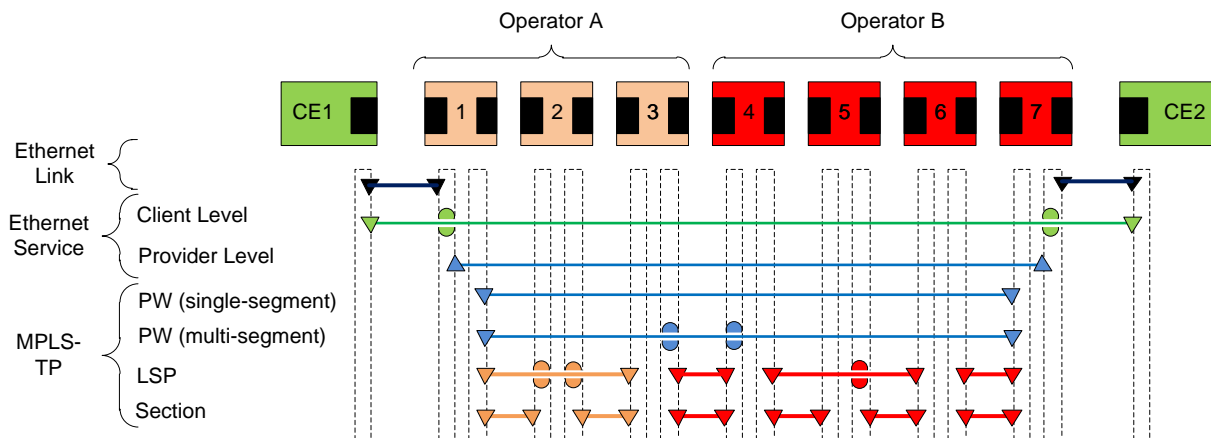 Operator A
Operator B
CE1
1
2
3
4
5
6
7
CE2
Ethernet
Link
Ethernet
Service
Client Level
Provider Level
MPLS-
TP
PW (single-segment)
PW (multi-segment)
LSP
Section